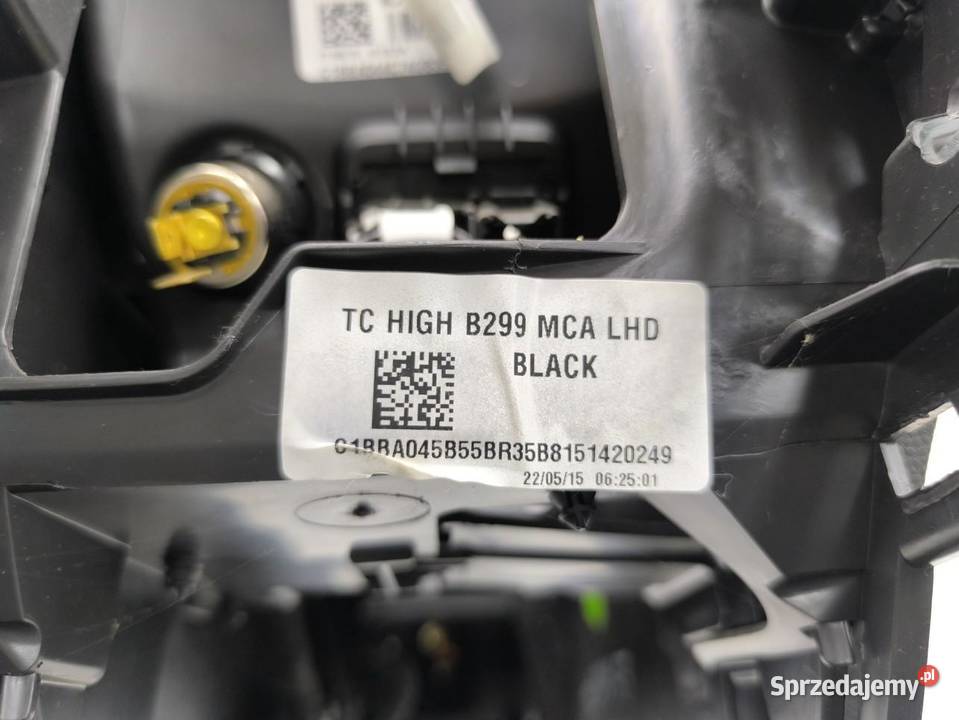 TC HIGH B299 MCA LHD
BLACK
C1BBA045B55BR35B8151420249
22/05/15 06:25:01
Sprzedajemy.pl